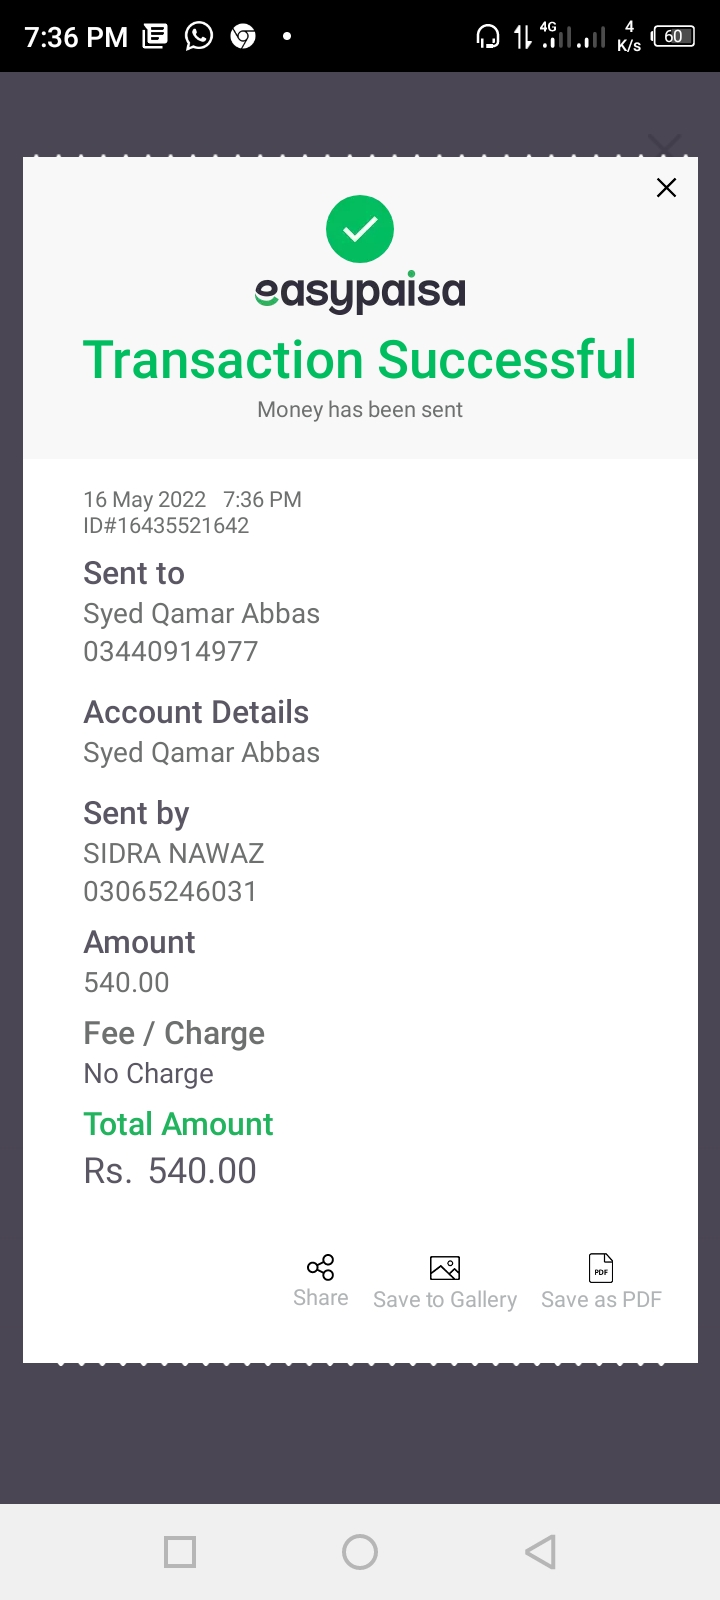 7:36 PM
4G
4
K/s
60
easypaisa
Transaction Successful
Money has been sent
16 May 2022 7:36 PM
ID#16435521642
Sent to
Syed Qamar Abbas
03440914977
Account Details
Syed Qamar Abbas
Sent by
SIDRA NAWAZ
03065246031
Amount
540.00
Fee / Charge
No Charge
Total Amount
Rs. 540.00
PDF
Share
Save to Gallery
Save as PDF